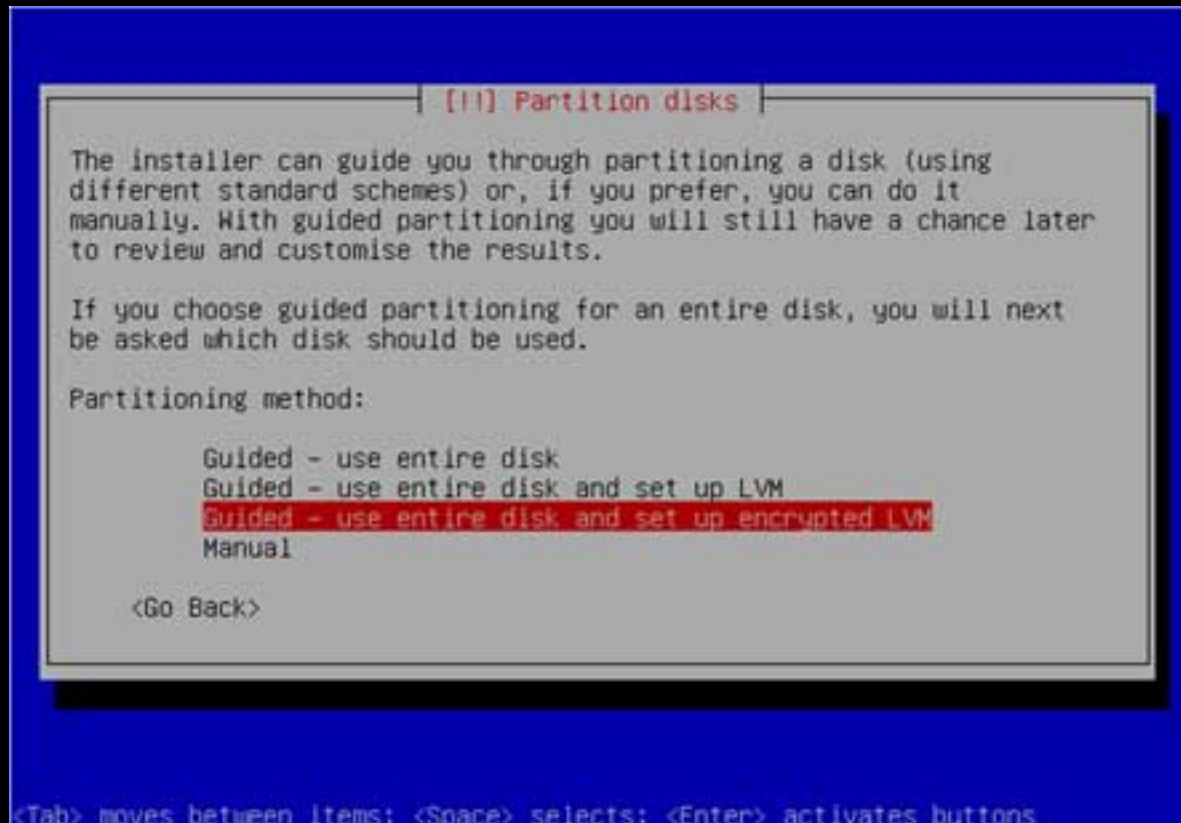 [!!] Partition disks
The installer can guide you through partitioning a disk (using
different standard schemes) or, if you prefer, you can do it
manually. With guided partitioning you will still have a chance later
to review and customise the results.
If you choose guided partitioning for an entire disk, you will next
be asked which disk should be used.
Partitioning method:
Guided - use entire disk
Guided - use entire disk and set up LVM
Guided - use entire disk and set up encrypted LVM
Manual
<Go Back>
<Tab> moves between items; <Space> selects; <Enter> activates buttons